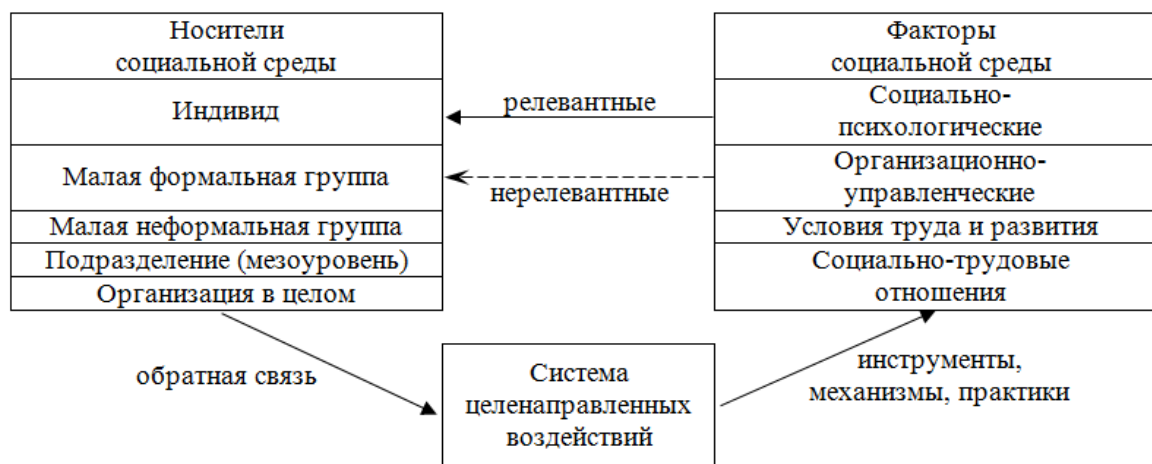 Носители
социальной среды
Индивид
Малая формальная группа
Малая неформальная группа
Подразделение (мезоуровень)
Организация в целом
релевантные
нерелевантные
Факторы
социальной среды
Социально-
психологические
Организационно-
управленческие
Условия труда и развития
Социально-трудовые
отношения
обратная связь
Система
целенаправленных
воздействий
инструменты,
механизмы, практики